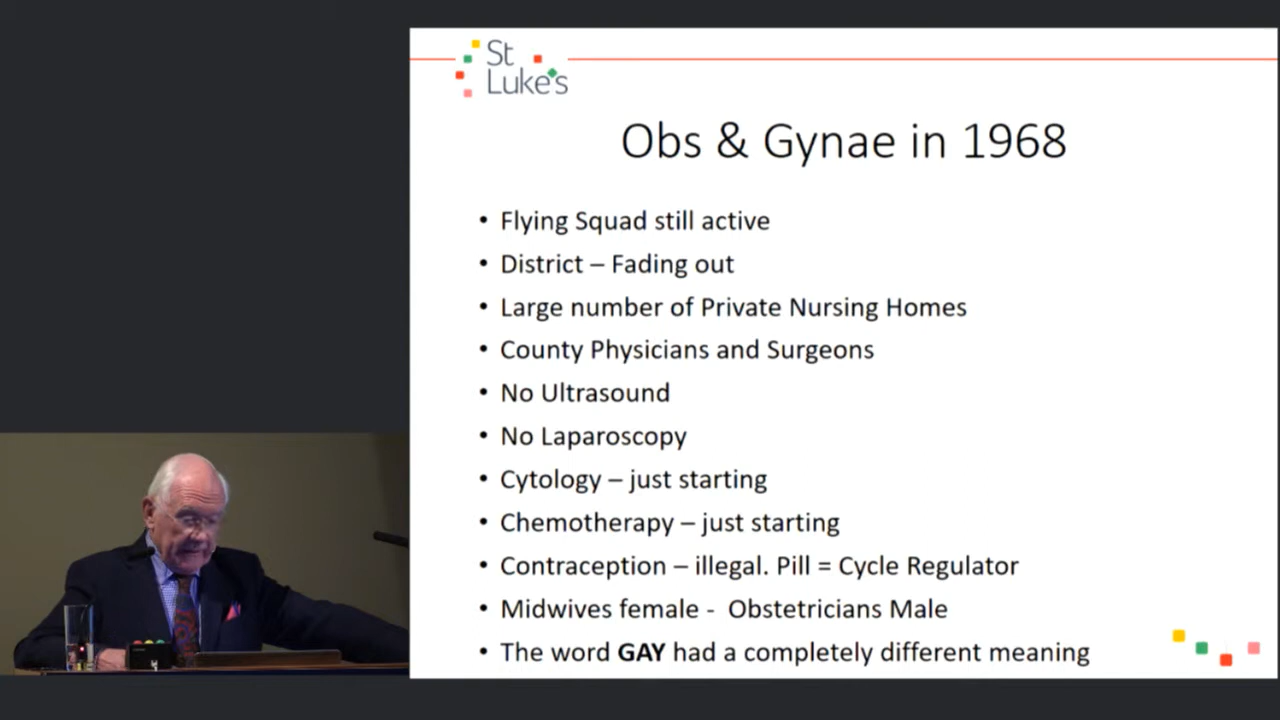 St
Luke's
Obs & Gynae in 1968
• Flying Squad still active
• District – Fading out
• Large number of Private Nursing Homes
• County Physicians and Surgeons
• No Ultrasound
• No Laparoscopy
• Cytology – just starting
• Chemotherapy – just starting
• Contraception – illegal. Pill = Cycle Regulator
• Midwives female - Obstetricians Male
• The word GAY had a completely different meaning